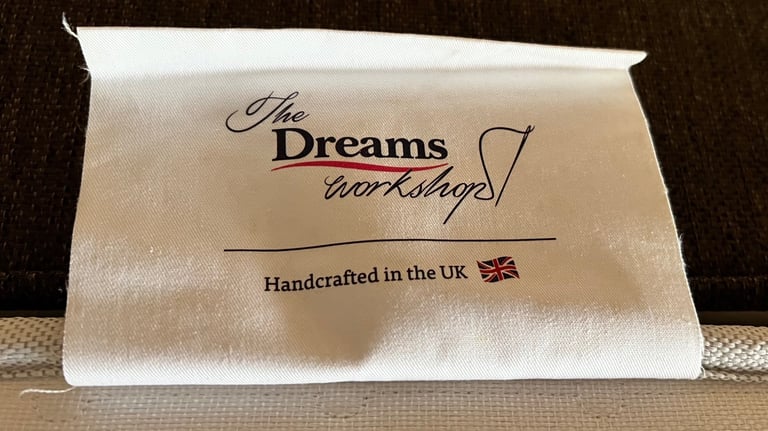 The
Dreams
workshop
Handcrafted in the UK